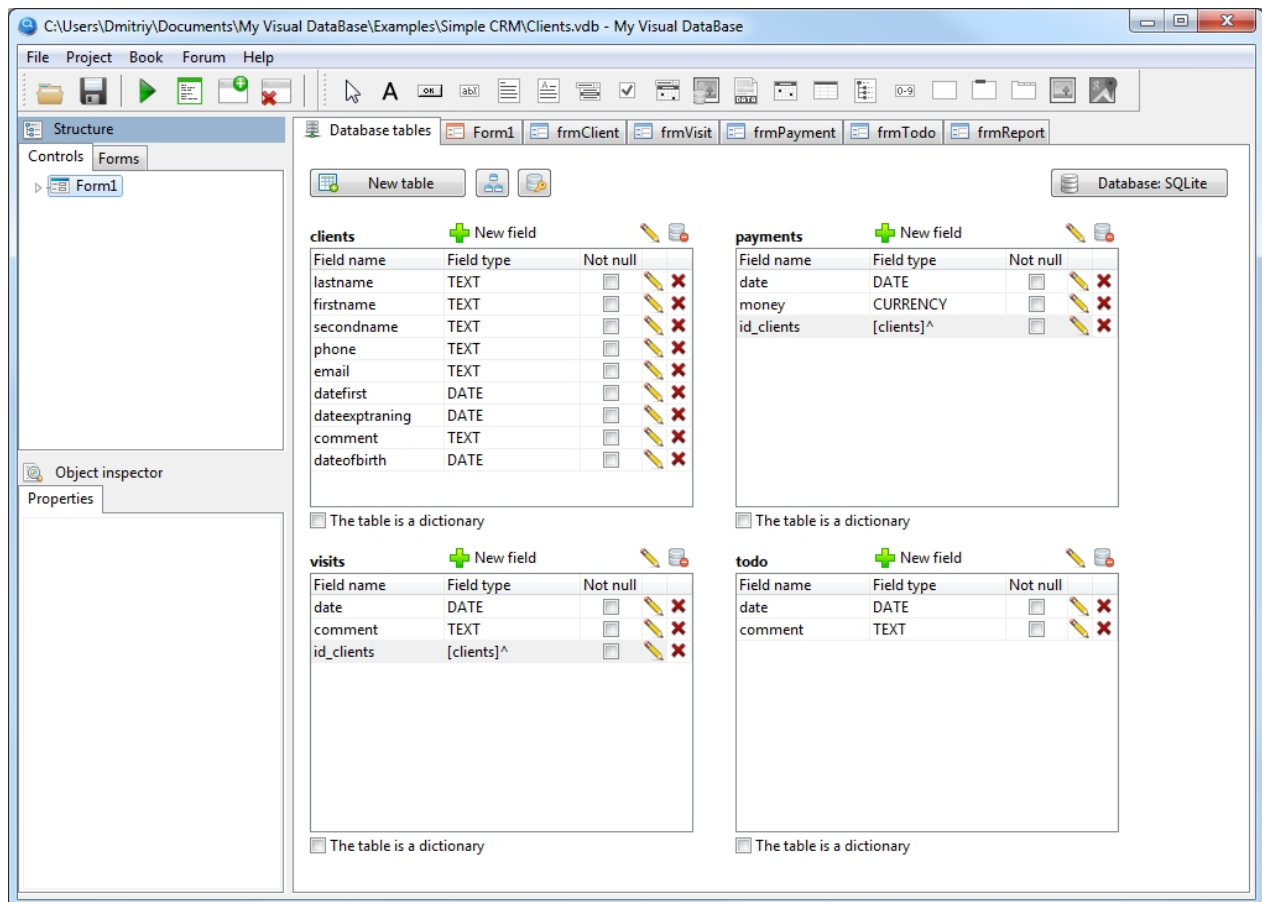 C:\Users\Dmitriy\Documents\My Visual DataBase\Examples\Simple CRM\Clients.vdb - My Visual DataBase
File Project Book Forum Help
A OK abI A DATA 0-9
Structure
Controls Forms
Form1
Object inspector
Properties
Database tables Form1 frmClient frmVisit frmPayment frmTodo frmReport
New table Database: SQLite
clients New field
Field name Field type Not null
lastname TEXT
firstname TEXT
secondname TEXT
phone TEXT
email TEXT
datefirst DATE
dateexptraning DATE
comment TEXT
dateofbirth DATE
The table is a dictionary
payments New field
Field name Field type Not null
date DATE
money CURRENCY
id_clients [clients]^
The table is a dictionary
visits New field
Field name Field type Not null
date DATE
comment TEXT
id_clients [clients]^
The table is a dictionary
todo New field
Field name Field type Not null
date DATE
comment TEXT
The table is a dictionary